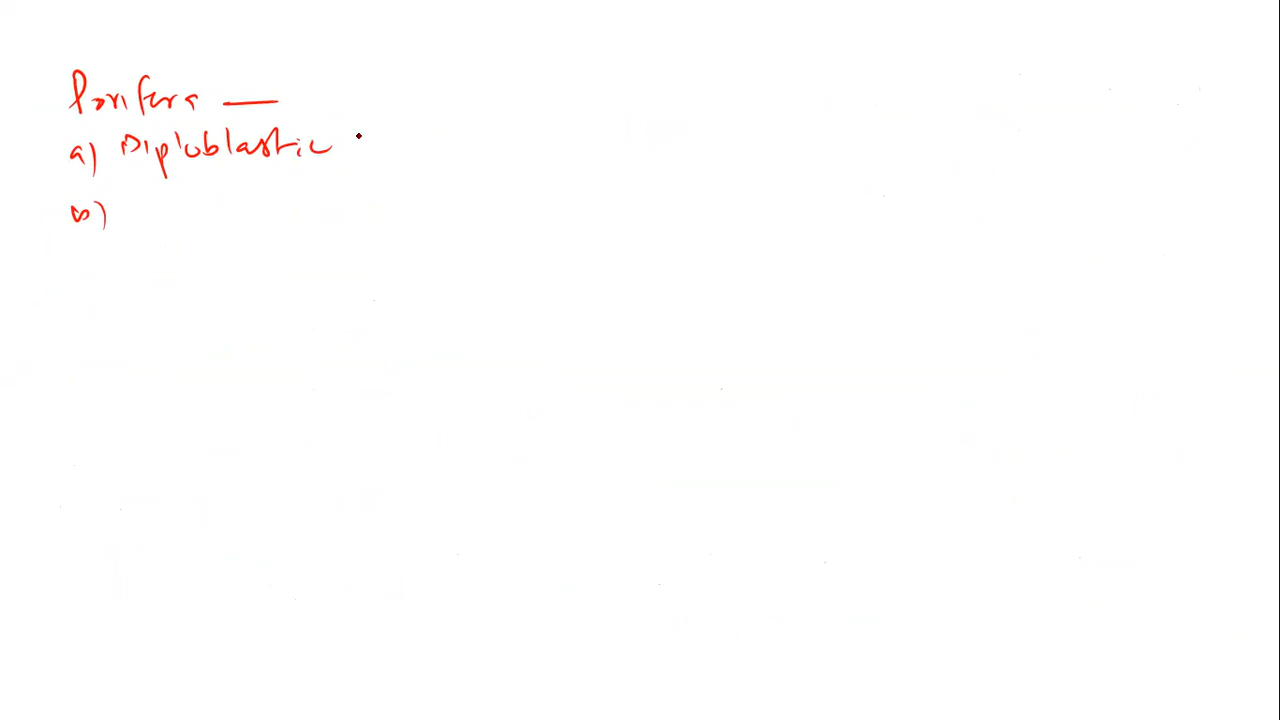 Porifera —
a) Diploblastic
b)